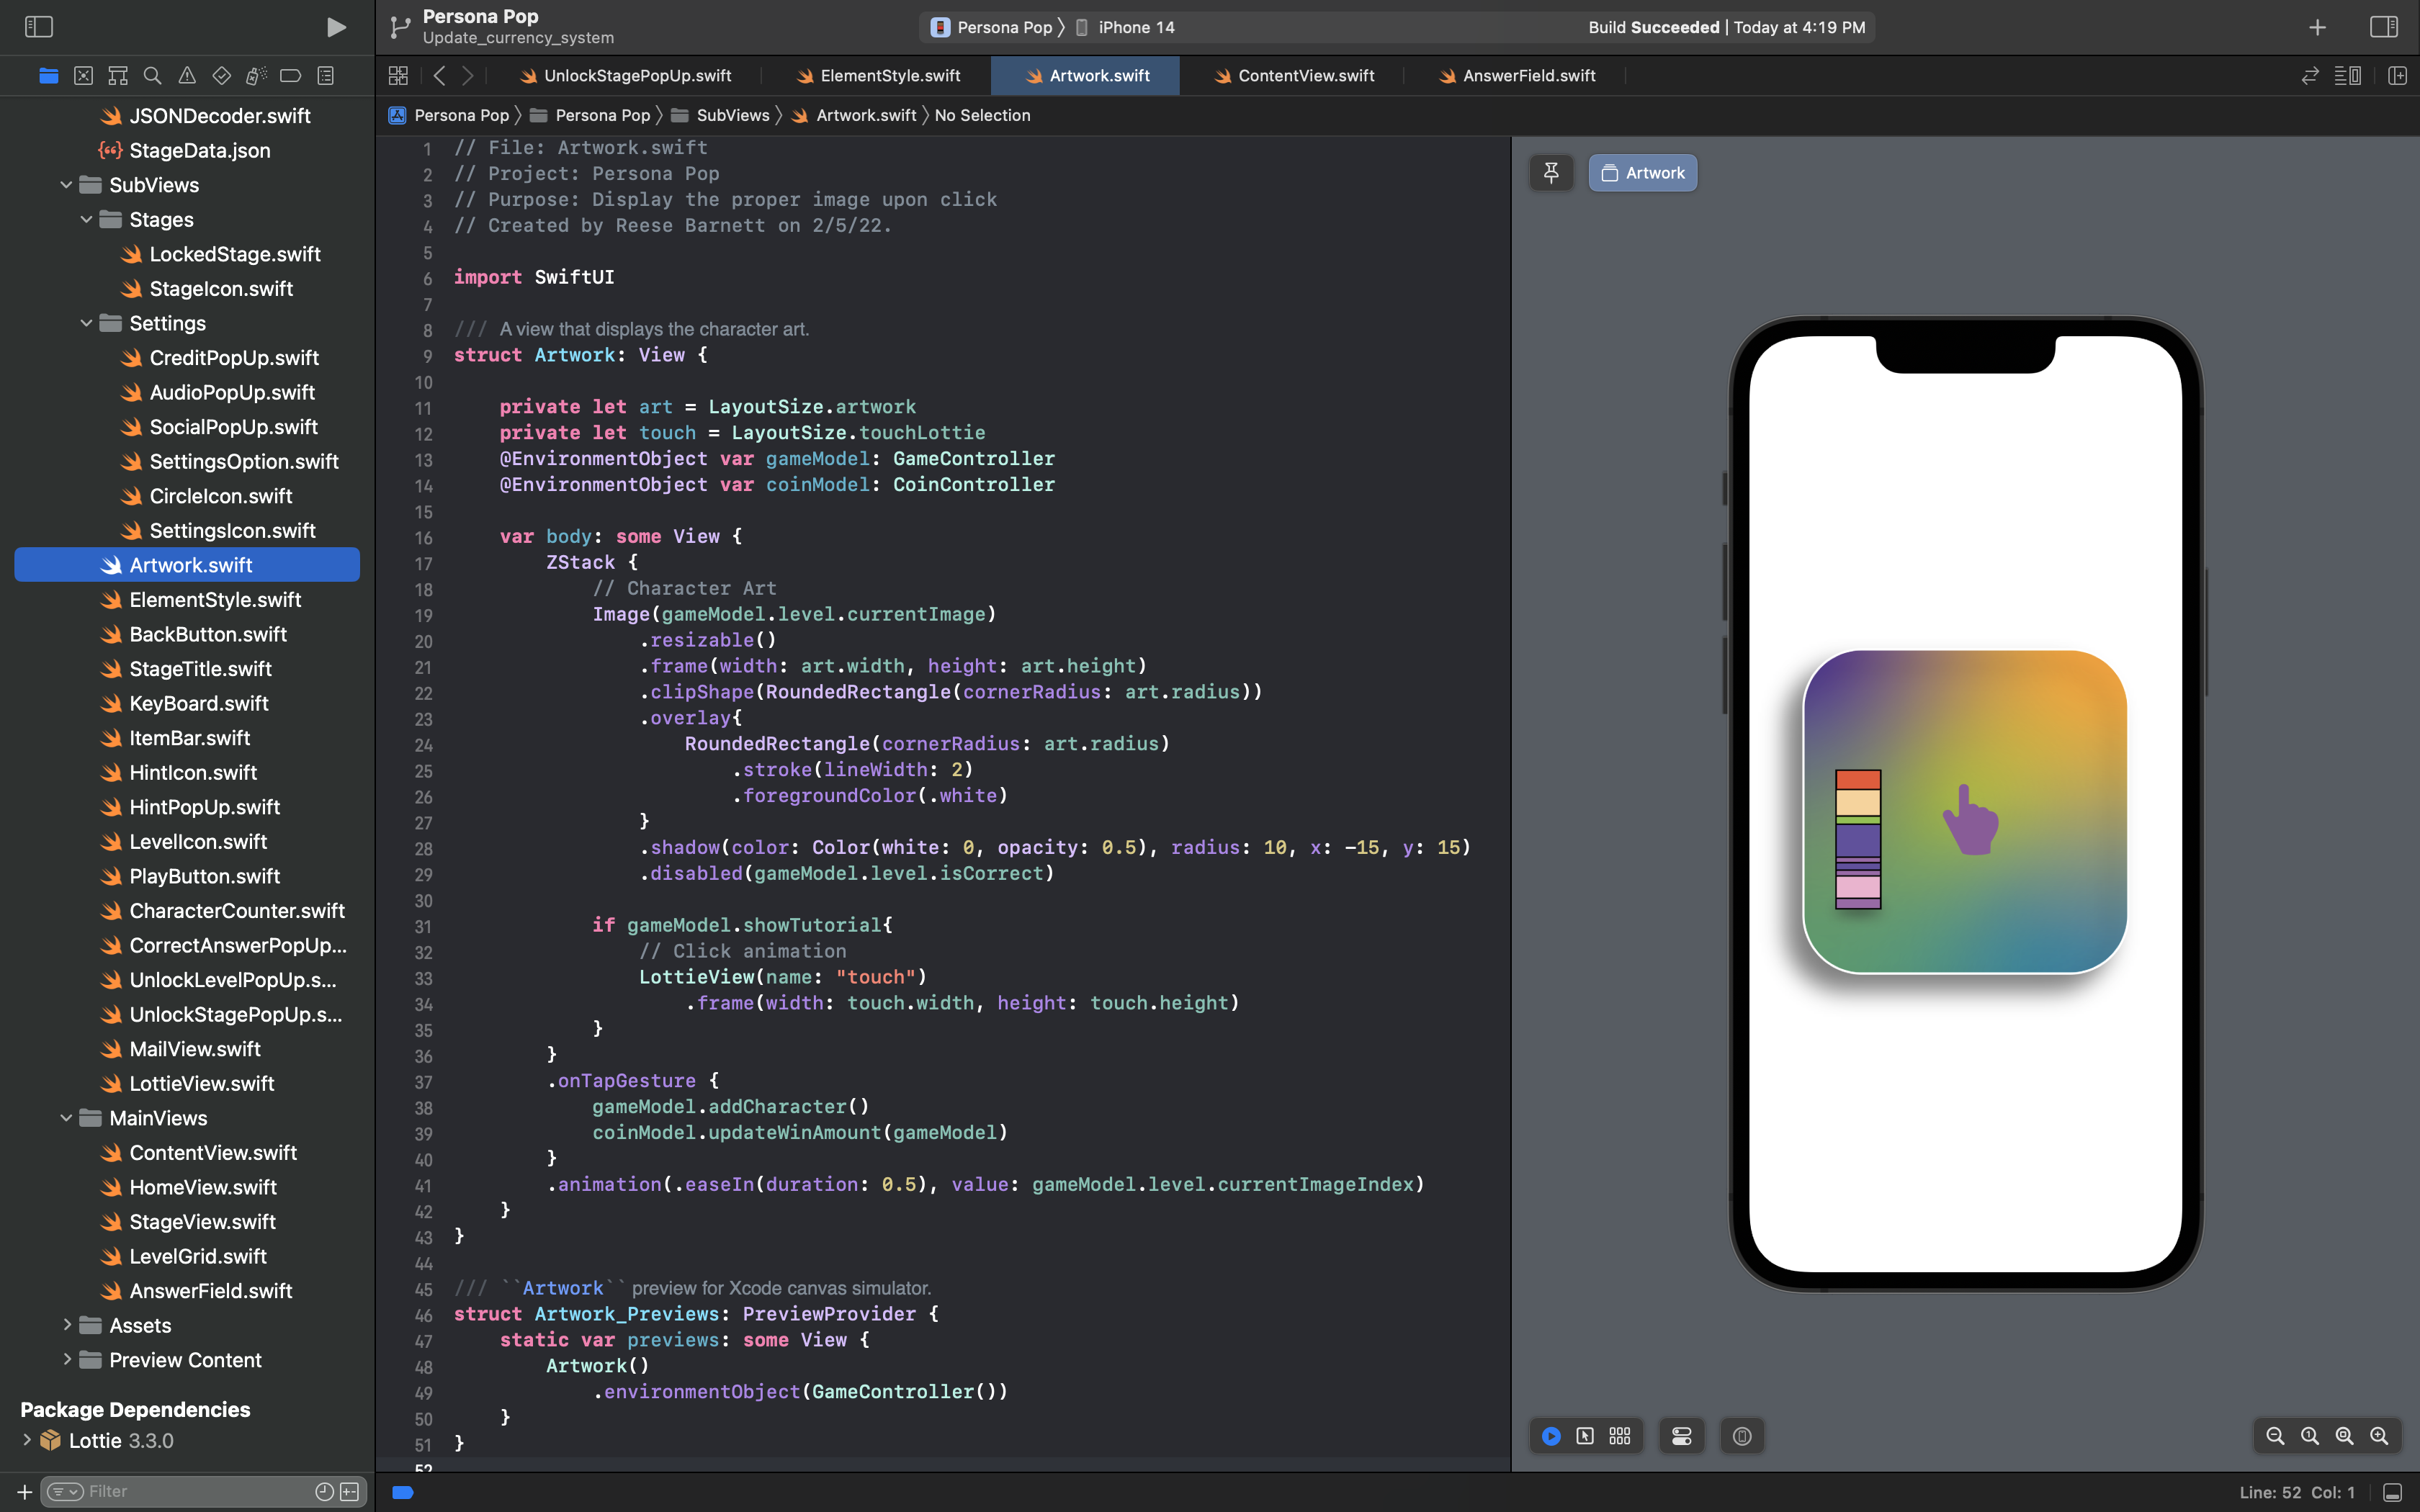 Persona Pop
Update_currency_system
Persona Pop
iPhone 14
Build Succeeded | Today at 4:19 PM
UnlockStagePopUp.swift
ElementStyle.swift
Artwork.swift
ContentView.swift
AnswerField.swift
Persona Pop
Persona Pop
SubViews
Artwork.swift
No Selection
JSONDecoder.swift
StageData.json
SubViews
Stages
LockedStage.swift
StageIcon.swift
Settings
CreditPopUp.swift
AudioPopUp.swift
SocialPopUp.swift
SettingsOption.swift
CircleIcon.swift
SettingsIcon.swift
Artwork.swift
ElementStyle.swift
BackButton.swift
StageTitle.swift
KeyBoard.swift
ItemBar.swift
HintIcon.swift
HintPopUp.swift
LevelIcon.swift
PlayButton.swift
CharacterCounter.swift
CorrectAnswerPopUp...
UnlockLevelPopUp.s...
UnlockStagePopUp.s...
MailView.swift
LottieView.swift
MainViews
ContentView.swift
HomeView.swift
StageView.swift
LevelGrid.swift
AnswerField.swift
Assets
Preview Content
Package Dependencies
Lottie 3.3.0
Filter
1 // File: Artwork.swift
2 // Project: Persona Pop
3 // Purpose: Display the proper image upon click
4 // Created by Reese Barnett on 2/5/22.
5
6 import SwiftUI
7
8 /// A view that displays the character art.
9 struct Artwork: View {
10
11     private let art = LayoutSize.artwork
12     private let touch = LayoutSize.touchLottie
13     @EnvironmentObject var gameModel: GameController
14     @EnvironmentObject var coinModel: CoinController
15
16     var body: some View {
17         ZStack {
18             // Character Art
19             Image(gameModel.level.currentImage)
20                 .resizable()
21                 .frame(width: art.width, height: art.height)
22                 .clipShape(RoundedRectangle(cornerRadius: art.radius))
23                 .overlay{
24                     RoundedRectangle(cornerRadius: art.radius)
25                         .stroke(lineWidth: 2)
26                         .foregroundColor(.white)
27                 }
28                 .shadow(color: Color(white: 0, opacity: 0.5), radius: 10, x: -15, y: 15)
29                 .disabled(gameModel.level.isCorrect)
30
31             if gameModel.showTutorial{
32                 // Click animation
33                 LottieView(name: "touch")
34                     .frame(width: touch.width, height: touch.height)
35             }
36         }
37         .onTapGesture {
38             gameModel.addCharacter()
39             coinModel.updateWinAmount(gameModel)
40         }
41         .animation(.easeIn(duration: 0.5), value: gameModel.level.currentImageIndex)
42     }
43 }
44
45 /// ``Artwork`` preview for Xcode canvas simulator.
46 struct Artwork_Previews: PreviewProvider {
47     static var previews: some View {
48         Artwork()
49             .environmentObject(GameController())
50     }
51 }
52
Artwork
Line: 52 Col: 1